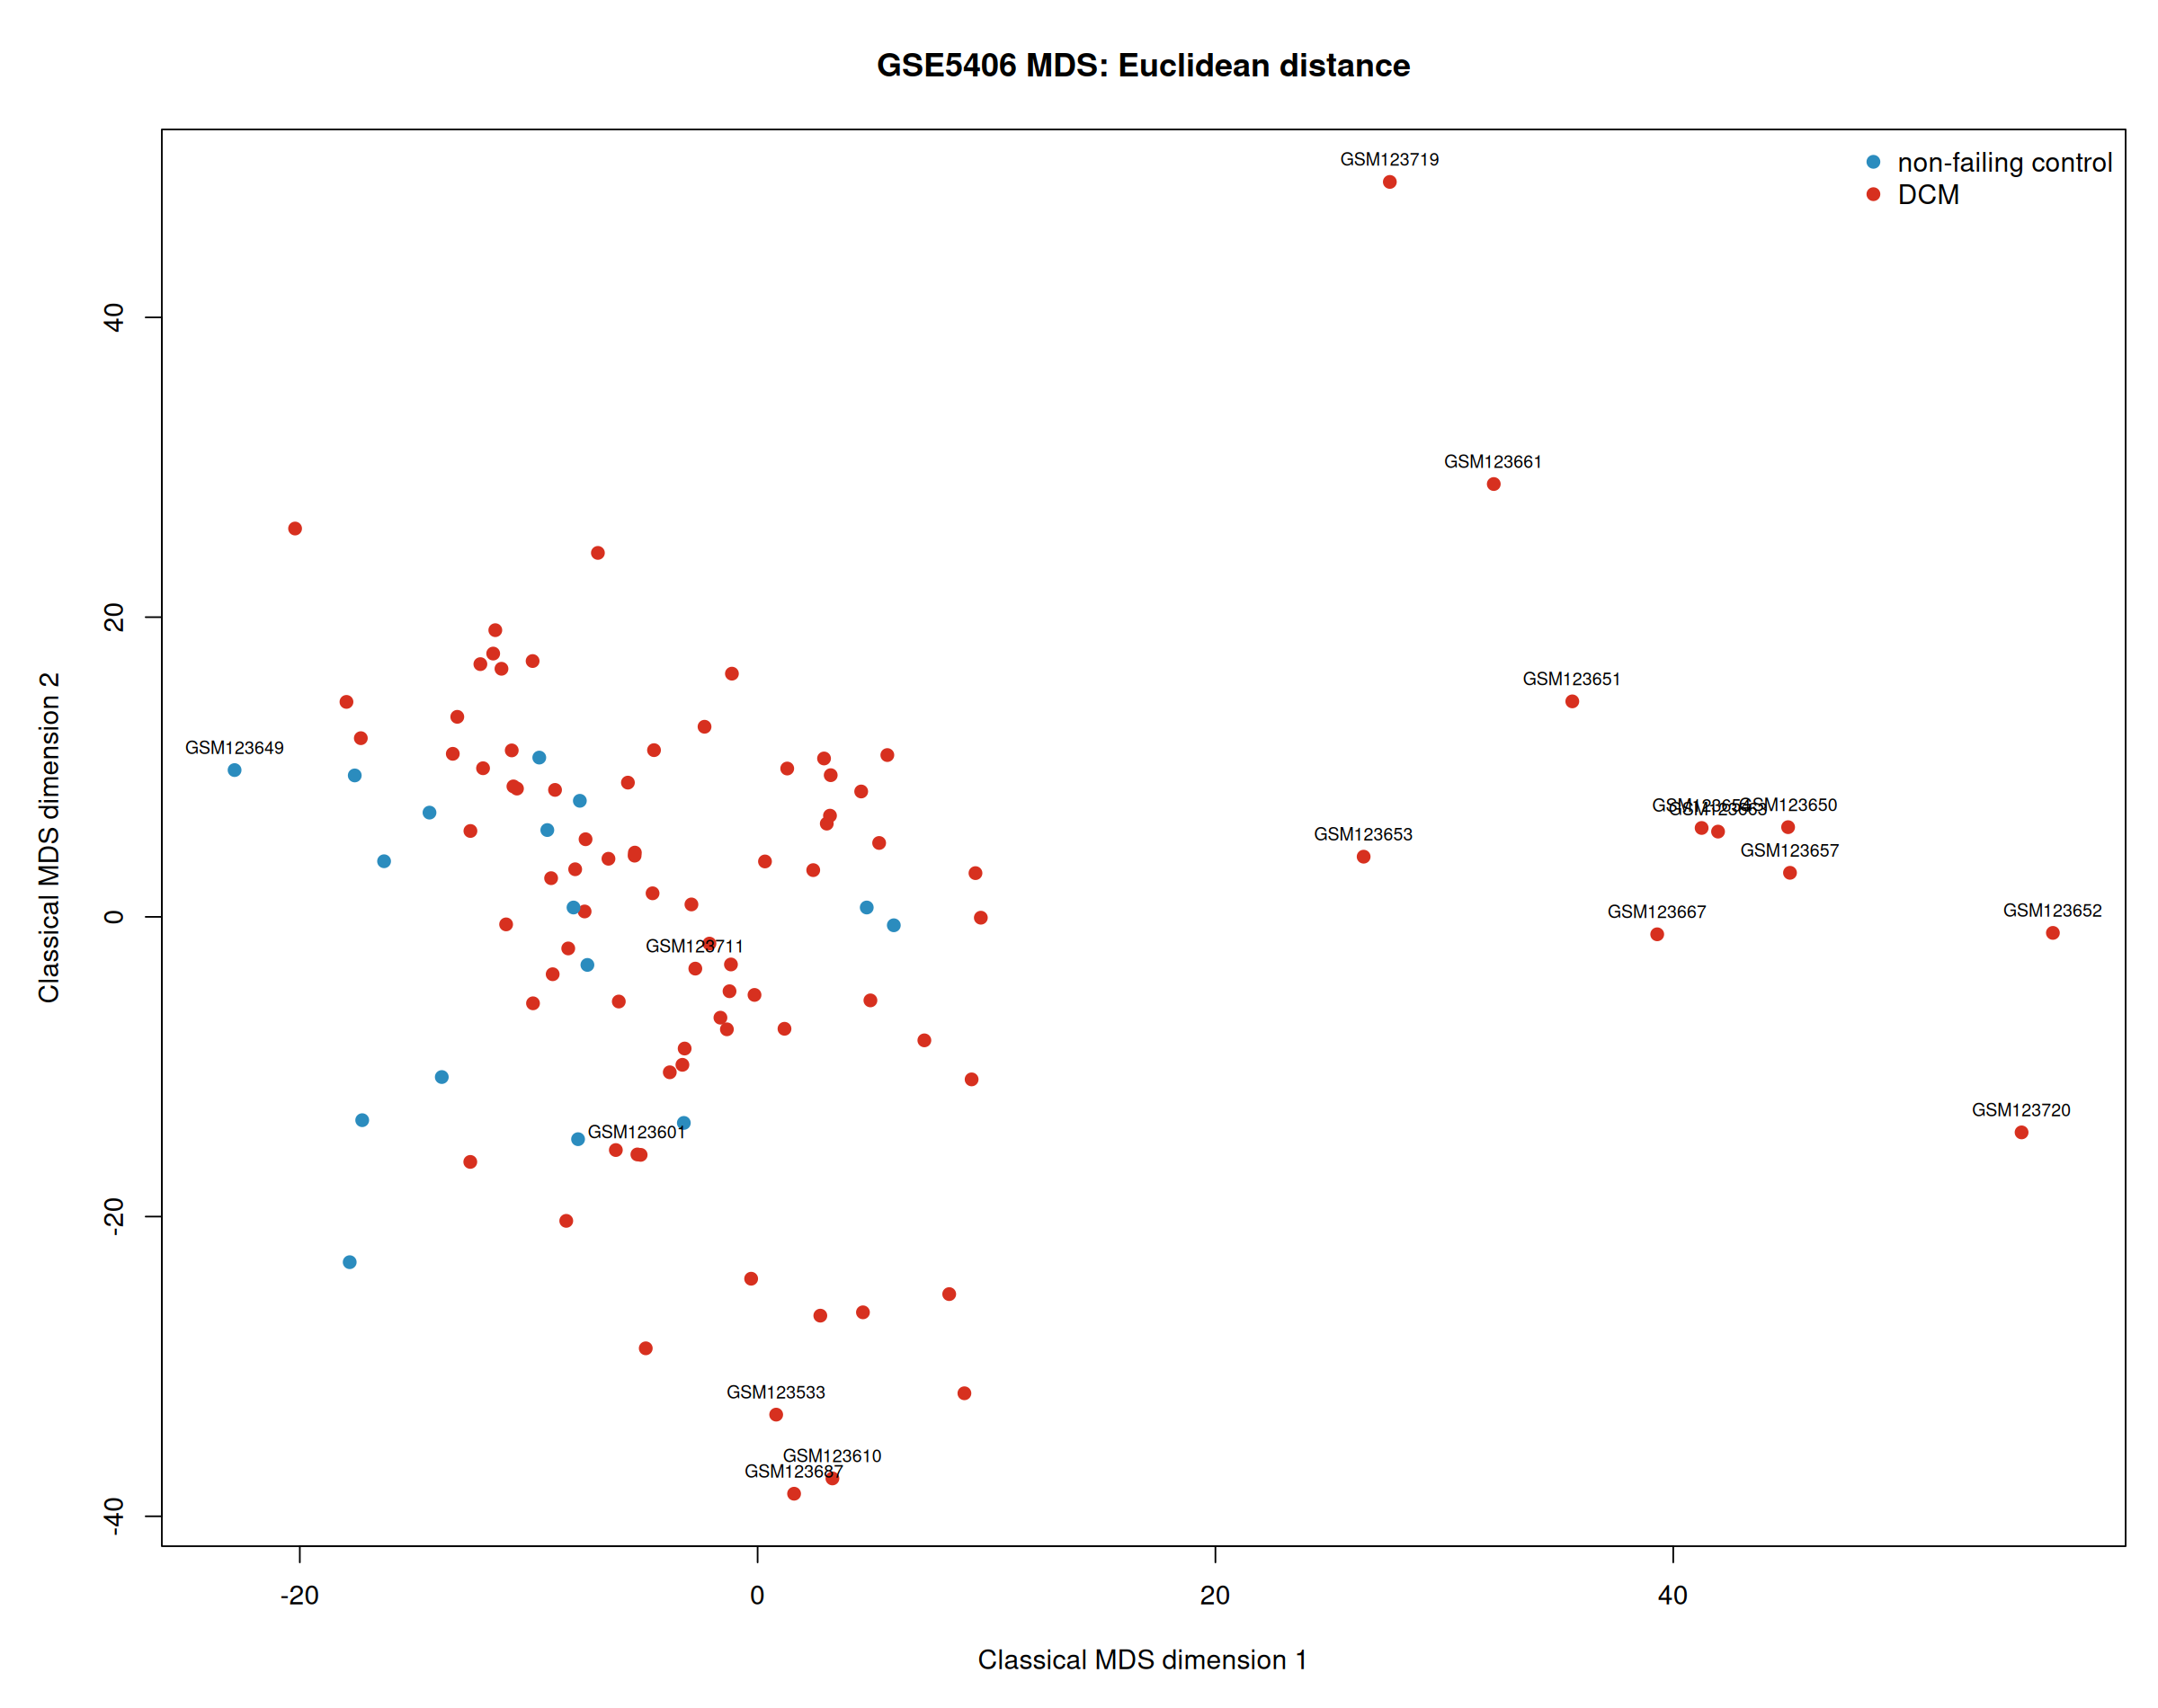 GSE5406 MDS: Euclidean distance
non-failing control
DCM
GSM123719
GSM123661
GSM123651
GSM123649
GSM123650
GSM123663
GSM123653
GSM123657
GSM123667
GSM123652
GSM123711
GSM123720
GSM123601
GSM123533
GSM123610
GSM123687
40
20
0
-20
-40
Classical MDS dimension 2
-20
0
20
40
Classical MDS dimension 1